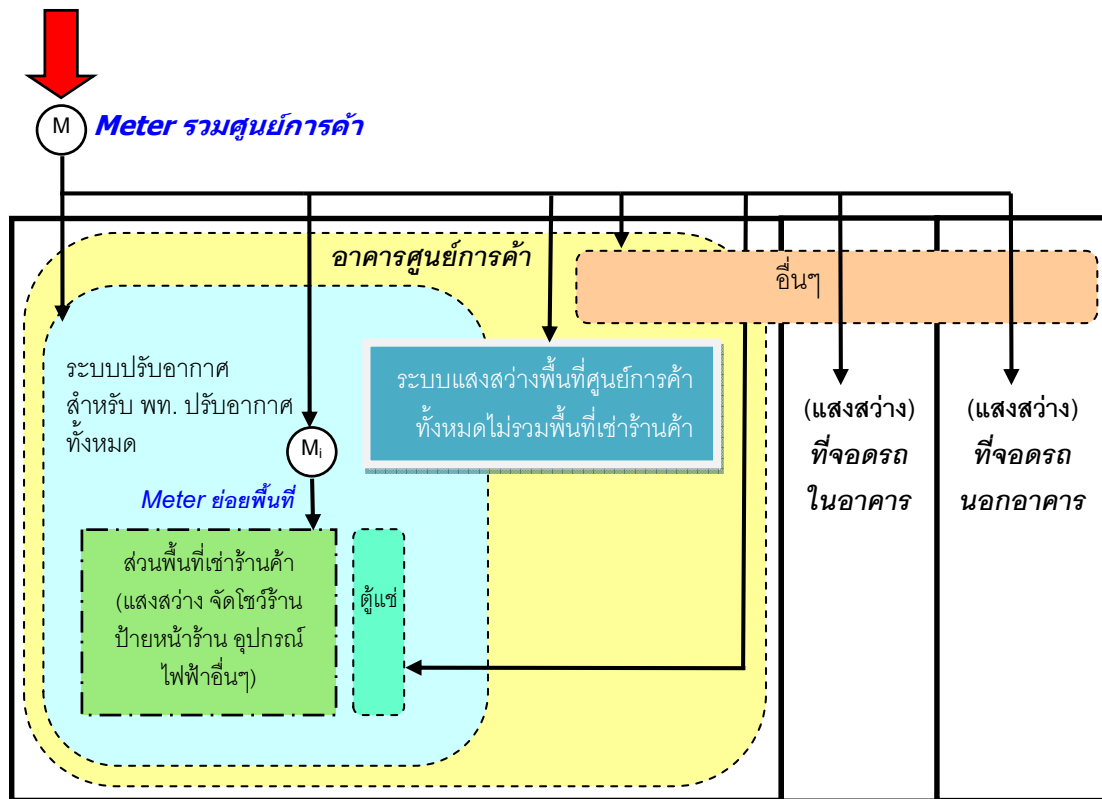 M
Meter รวมศูนย์การค้า
อาคารศูนย์การค้า
อื่นๆ
ระบบปรับอากาศ
สำหรับ พท. ปรับอากาศ
ทั้งหมด
ระบบแสงสว่างพื้นที่ศูนย์การค้า
ทั้งหมดไม่รวมพื้นที่เช่าร้านค้า
(แสงสว่าง)
ที่จอดรถ
ในอาคาร
(แสงสว่าง)
ที่จอดรถ
นอกอาคาร
Mi
Meter ย่อยพื้นที่
ส่วนพื้นที่เช่าร้านค้า
(แสงสว่าง จัดโชว์ร้าน
ป้ายหน้าร้าน อุปกรณ์
ไฟฟ้าอื่นๆ)
ตู้แช่